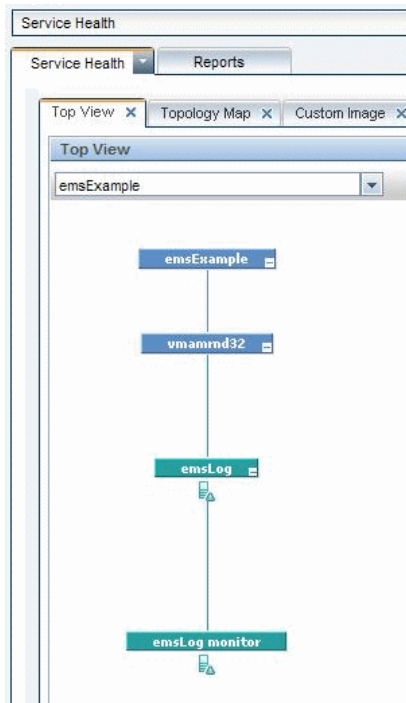 Service Health
Service Health
Reports
Top View
Topology Map
Custom Image
Top View
emsExample
emsExample
vmamrnd32
emsLog
emsLog monitor